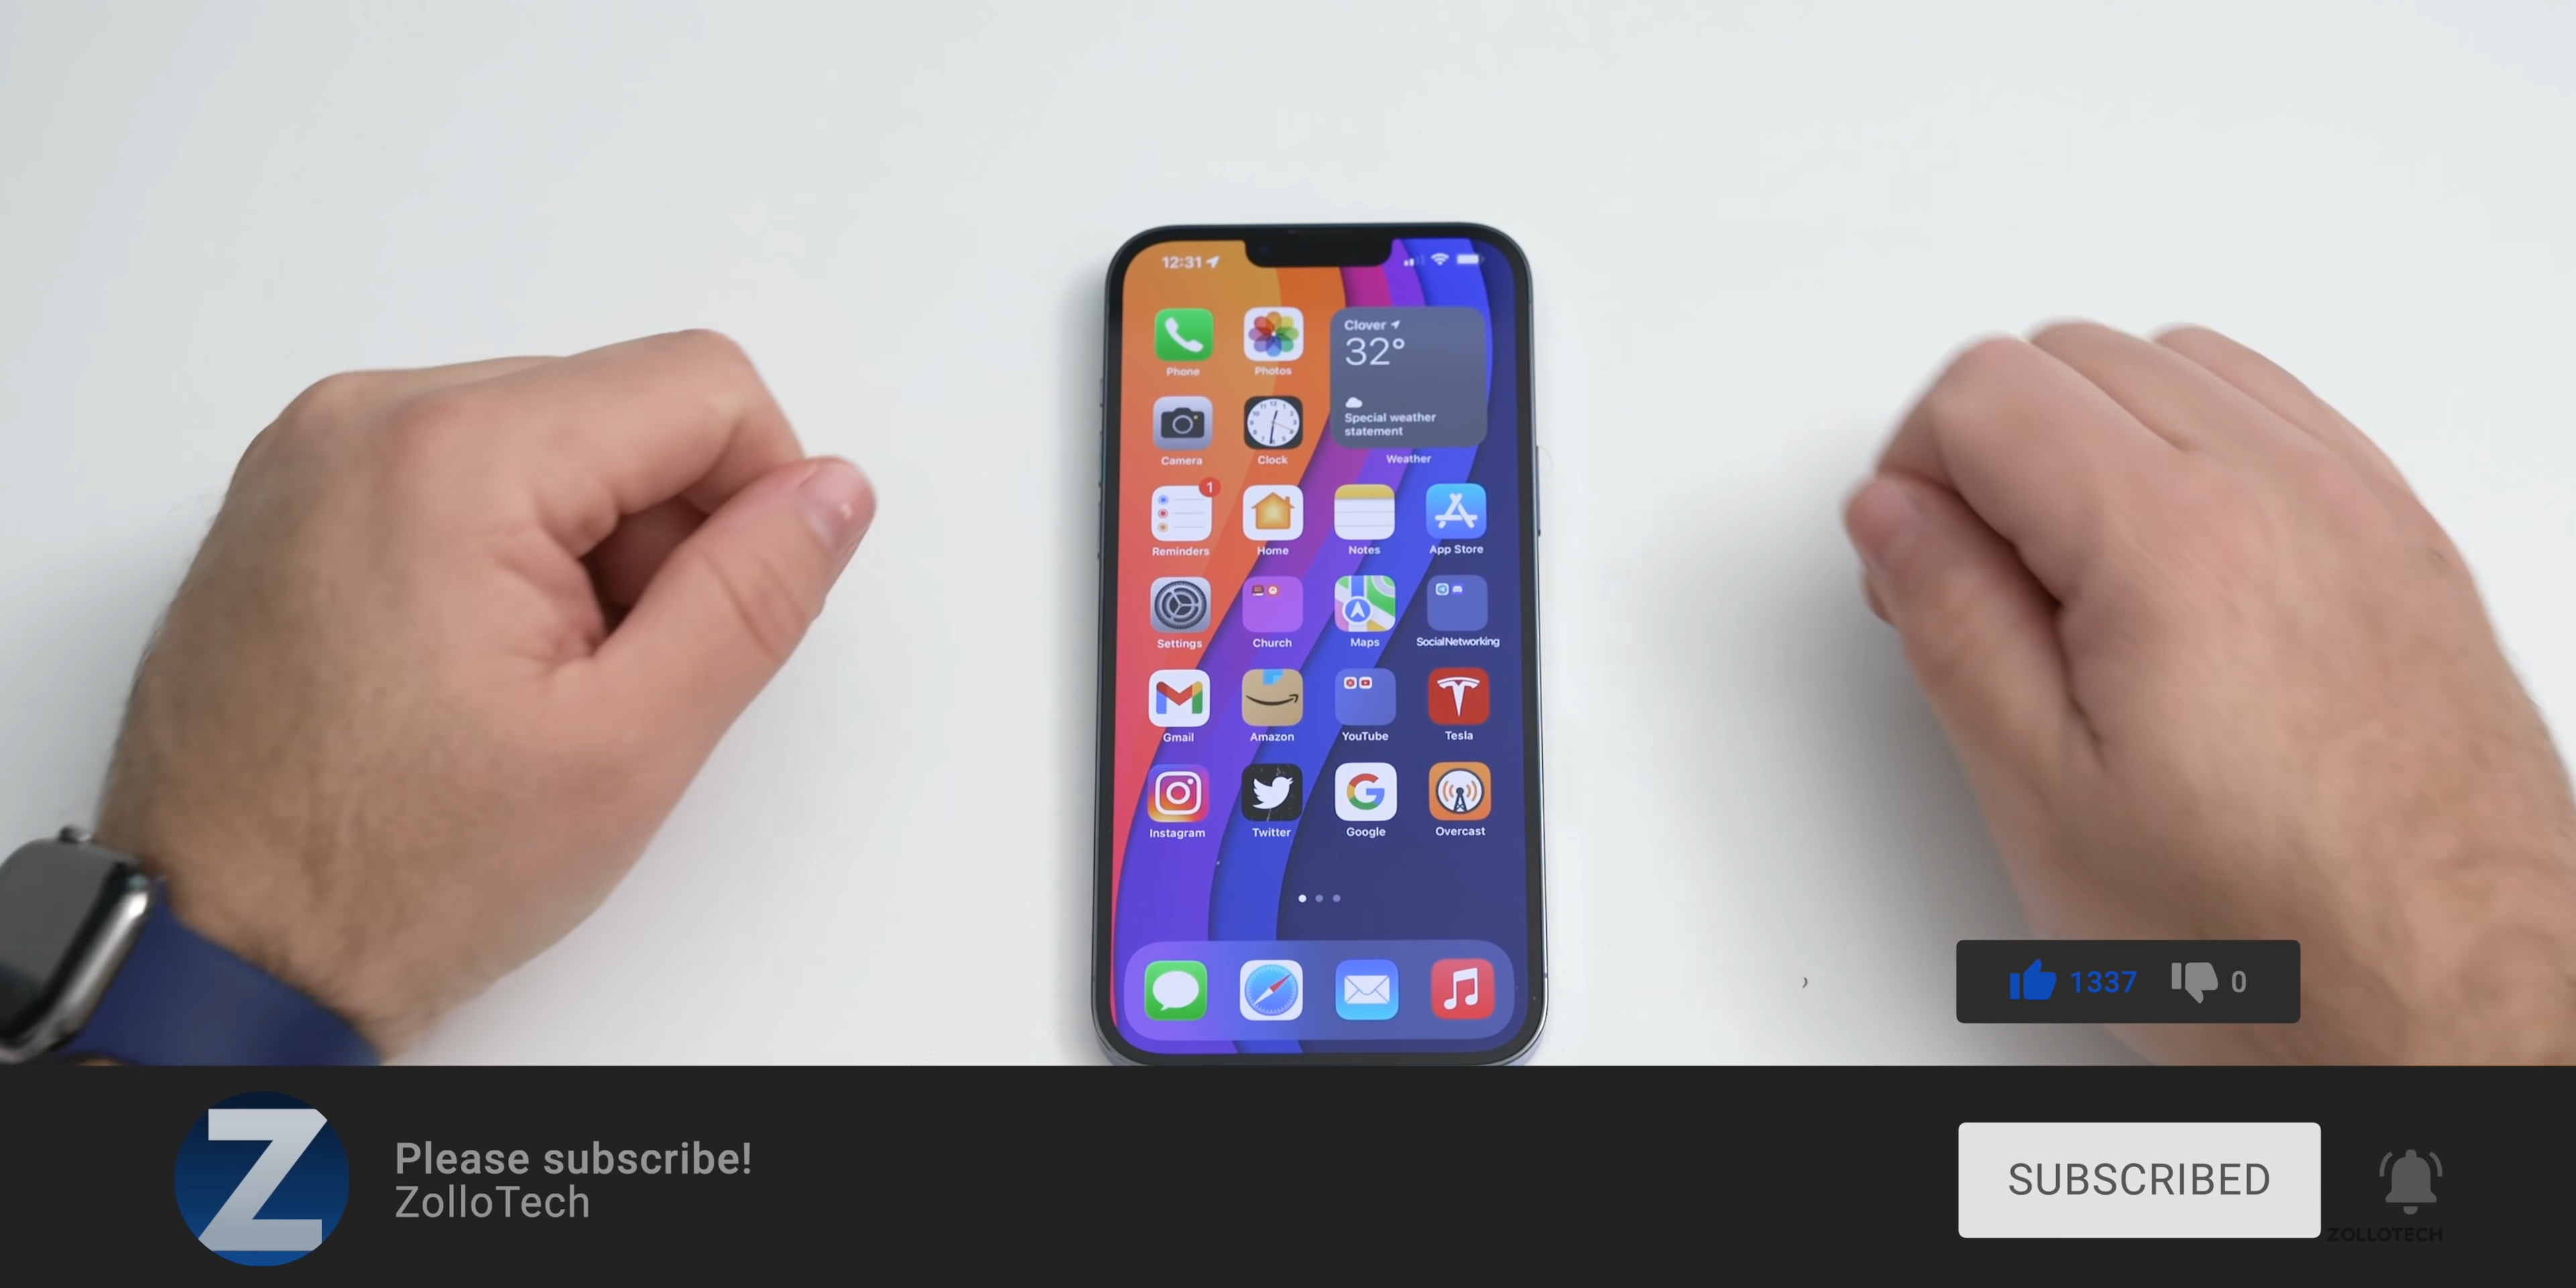 12:31
Clover
32°
Special weather
statement
Weather
Phone
Photos
Camera
Clock
1
Reminders
Home
Notes
App Store
Settings
Church
Maps
SocialNetworking
Gmail
Amazon
YouTube
Tesla
Instagram
Twitter
Google
Overcast
1337
0
Z
Please subscribe!
ZolloTech
SUBSCRIBED
ZOLLOTECH